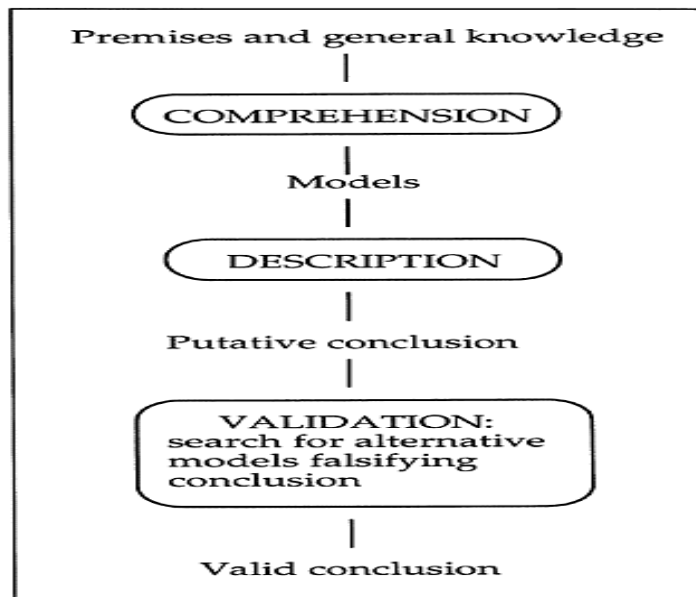 Premises and general knowledge
COMPREHENSION
Models
DESCRIPTION
Putative conclusion
VALIDATION:
search for alternative
models falsifying
conclusion
Valid conclusion